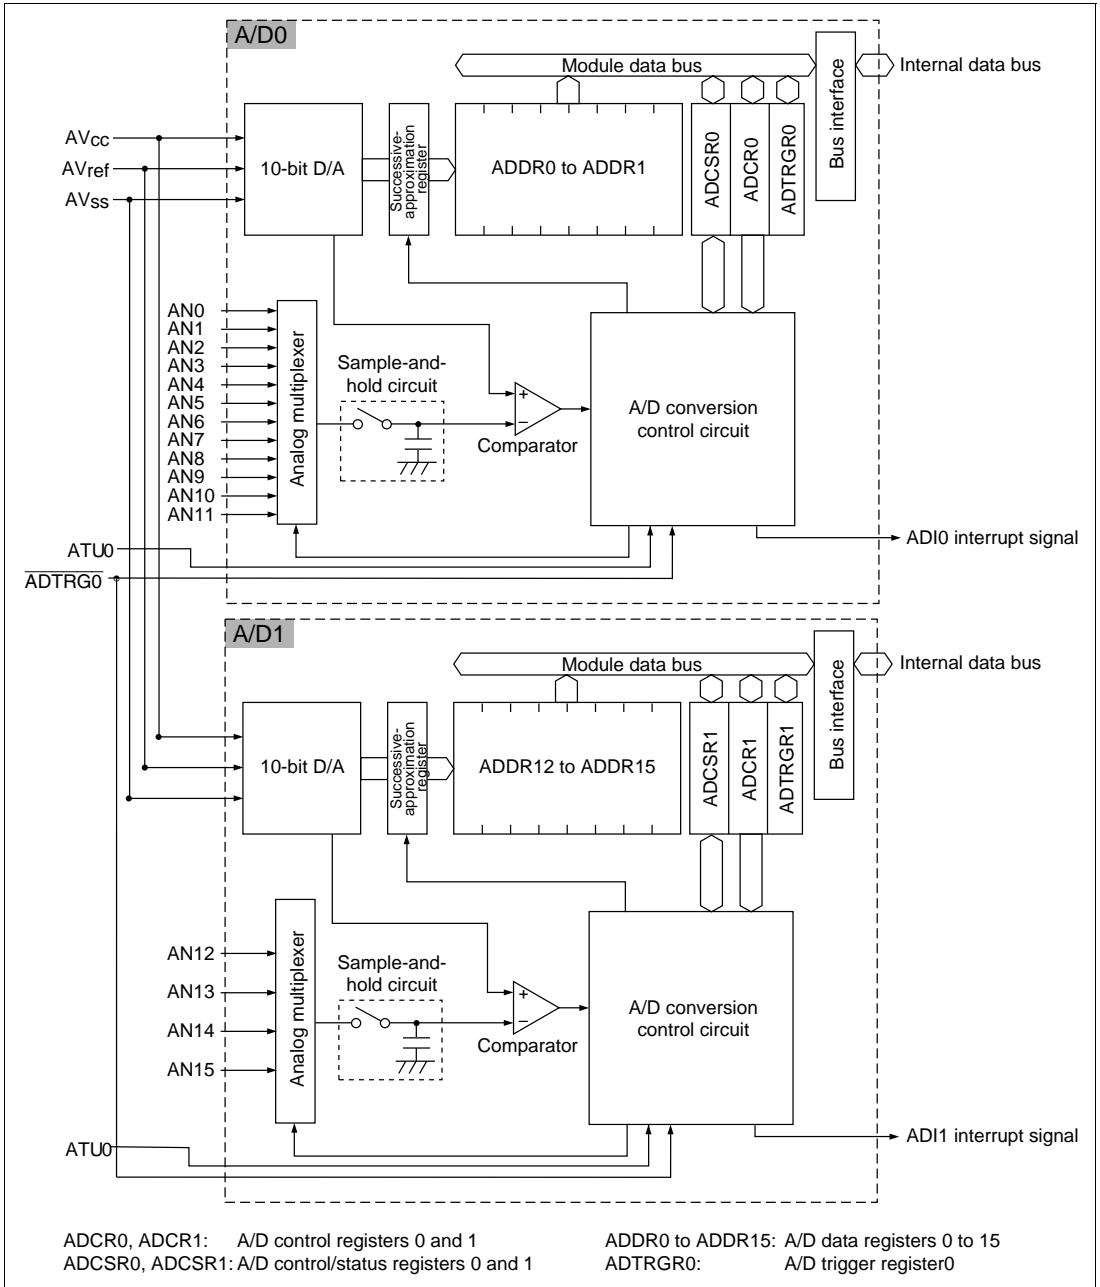 A/D0
Module data bus
Internal data bus
Bus interface
AVcc
AVref
AVss
10-bit D/A
Successive-
approximation
register
ADDR0 to ADDR1
ADCSR0
ADCR0
ADTRGR0
AN0
AN1
AN2
AN3
AN4
AN5
AN6
AN7
AN8
AN9
AN10
AN11
Analog multiplexer
Sample-and-
hold circuit
+
−
Comparator
A/D conversion
control circuit
ATU0
ADTRG0
ADI0 interrupt signal
A/D1
Module data bus
Internal data bus
Bus interface
10-bit D/A
Successive-
approximation
register
ADDR12 to ADDR15
ADCSR1
ADCR1
ADTRGR1
AN12
AN13
AN14
AN15
Analog multiplexer
Sample-and-
hold circuit
+
−
Comparator
A/D conversion
control circuit
ATU0
ADI1 interrupt signal
ADCR0, ADCR1: A/D control registers 0 and 1
ADCSR0, ADCSR1: A/D control/status registers 0 and 1
ADDR0 to ADDR15: A/D data registers 0 to 15
ADTRGR0: A/D trigger register0